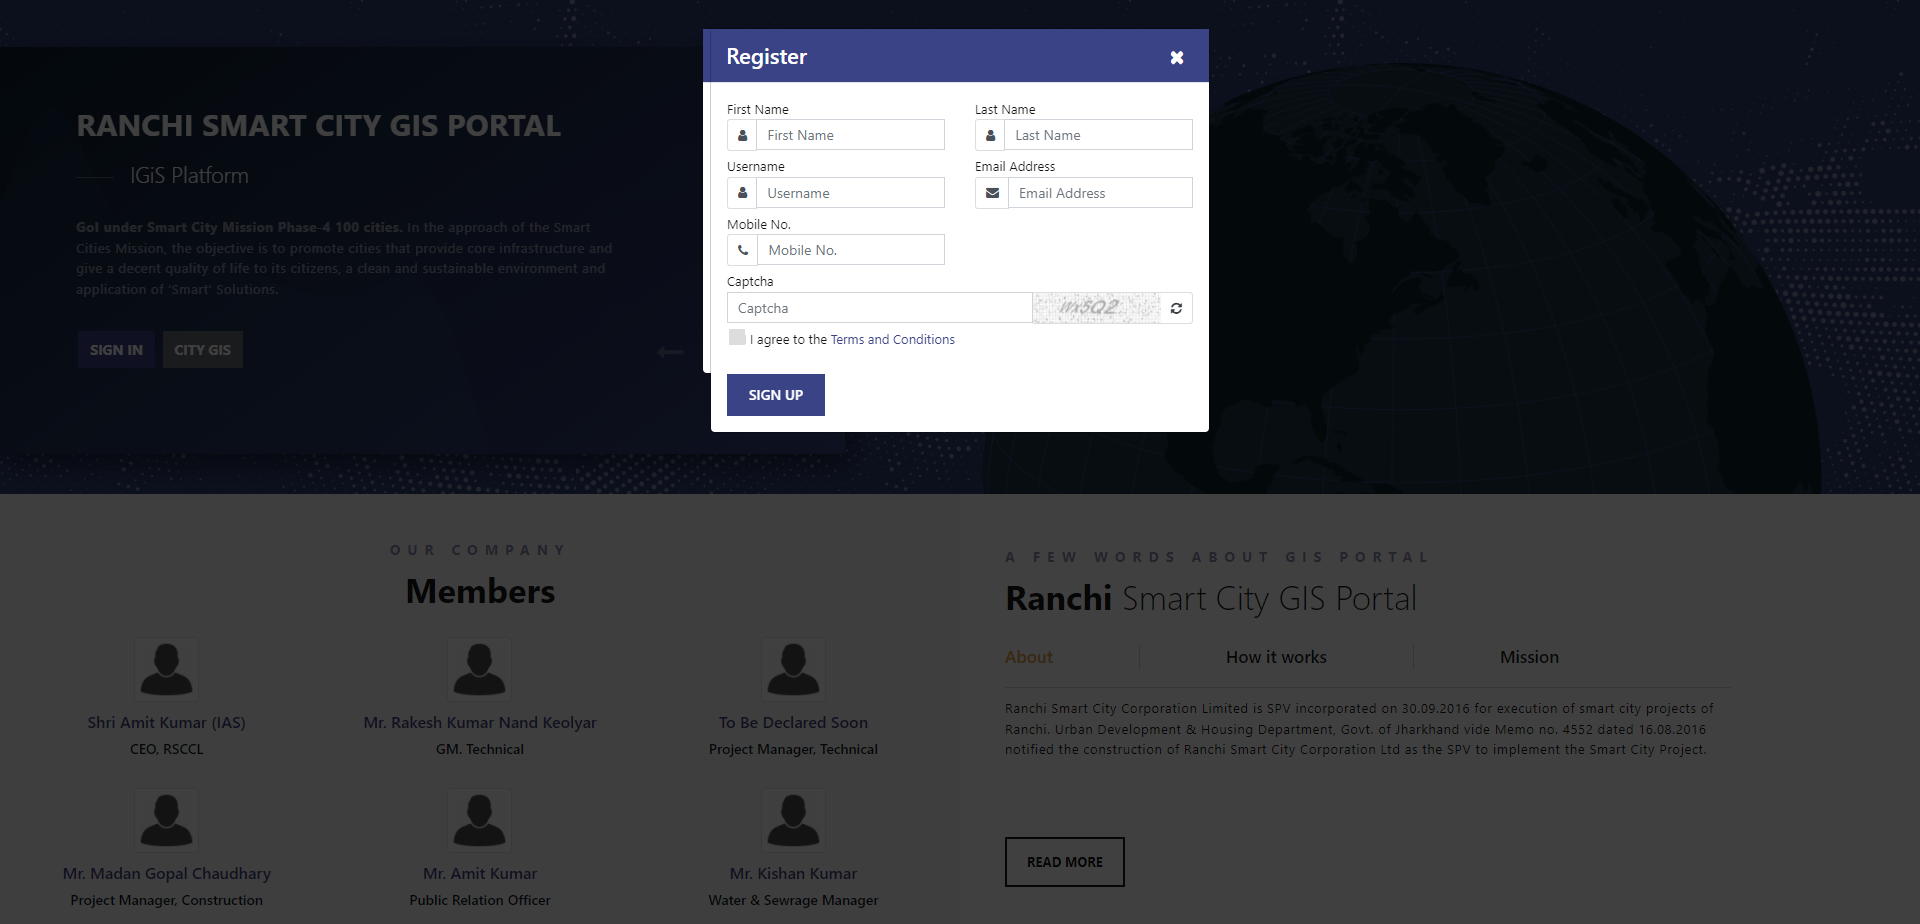 Register
First Name
Last Name
First Name
Last Name
Username
Email Address
Username
Email Address
Mobile No.
Mobile No.
Captcha
Captcha
Wx5Q2
I agree to the Terms and Conditions
SIGN UP
RANCHI SMART CITY GIS PORTAL
IGiS Platform
GoI under Smart City Mission Phase-4 100 cities. In the approach of the Smart
Cities Mission, the objective is to promote cities that provide core infrastructure and
give a decent quality of life to its citizens, a clean and sustainable environment and
application of 'Smart' Solutions.
SIGN IN
CITY GIS
OUR COMPANY
Members
Shri Amit Kumar (IAS)
CEO, RSCCL
Mr. Rakesh Kumar Nand Keolyar
GM. Technical
To Be Declared Soon
Project Manager, Technical
Mr. Madan Gopal Chaudhary
Project Manager, Construction
Mr. Amit Kumar
Public Relation Officer
Mr. Kishan Kumar
Water & Sewrage Manager
A FEW WORDS ABOUT GIS PORTAL
Ranchi Smart City GIS Portal
About
How it works
Mission
Ranchi Smart City Corporation Limited is SPV incorporated on 30.09.2016 for execution of smart city projects of
Ranchi. Urban Development & Housing Department, Govt. of Jharkhand vide Memo no. 4552 dated 16.08.2016
notified the construction of Ranchi Smart City Corporation Ltd as the SPV to implement the Smart City Project.
READ MORE